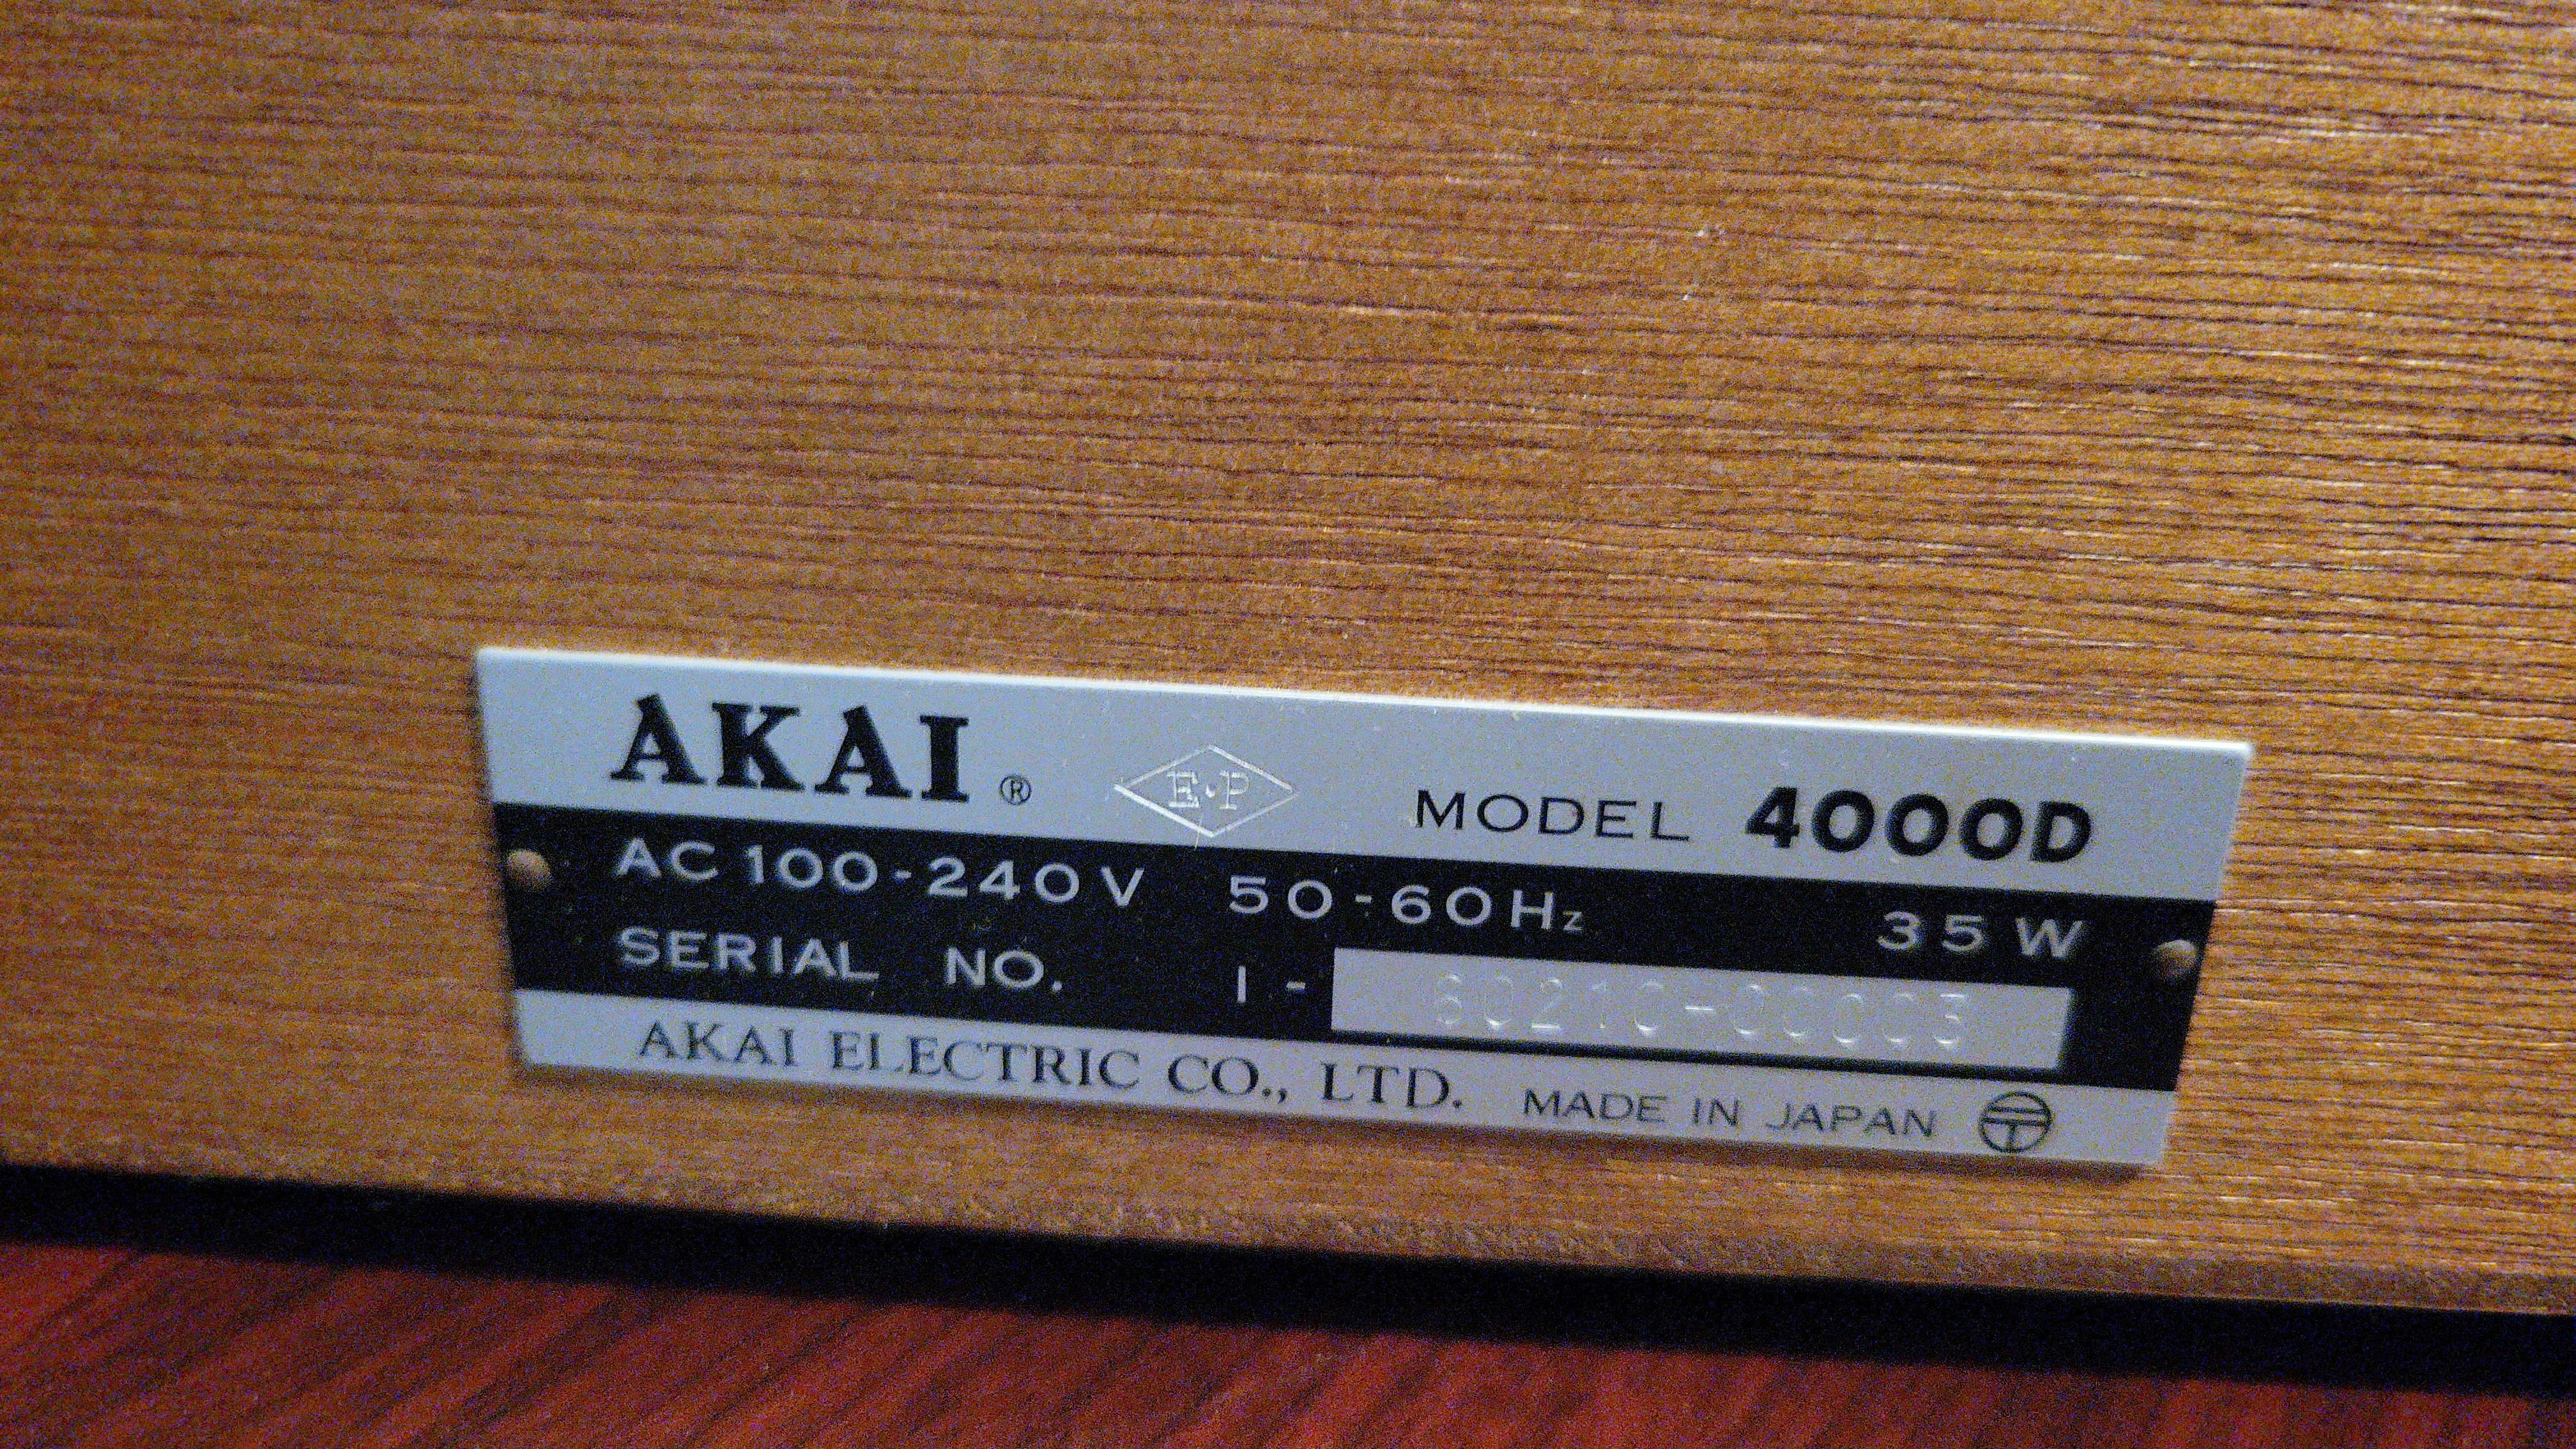 AKAI ® E·P MODEL 4000D
AC 100-240V 50-60Hz 35W
SERIAL NO. 1-
AKAI ELECTRIC CO., LTD. MADE IN JAPAN